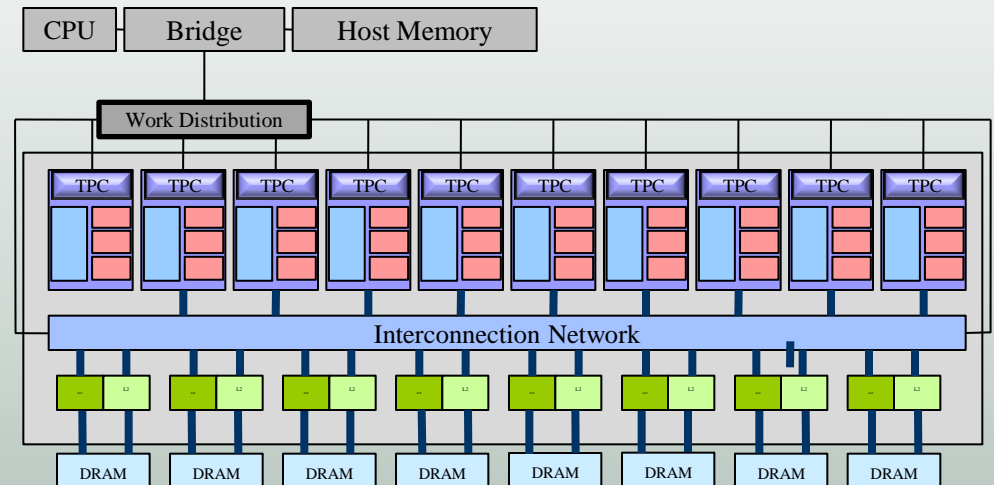 CPU Bridge Host Memory
Work Distribution
TPC TPC TPC TPC TPC TPC TPC TPC TPC TPC
Interconnection Network
L2 L2 L2 L2 L2 L2 L2 L2
DRAM DRAM DRAM DRAM DRAM DRAM DRAM DRAM